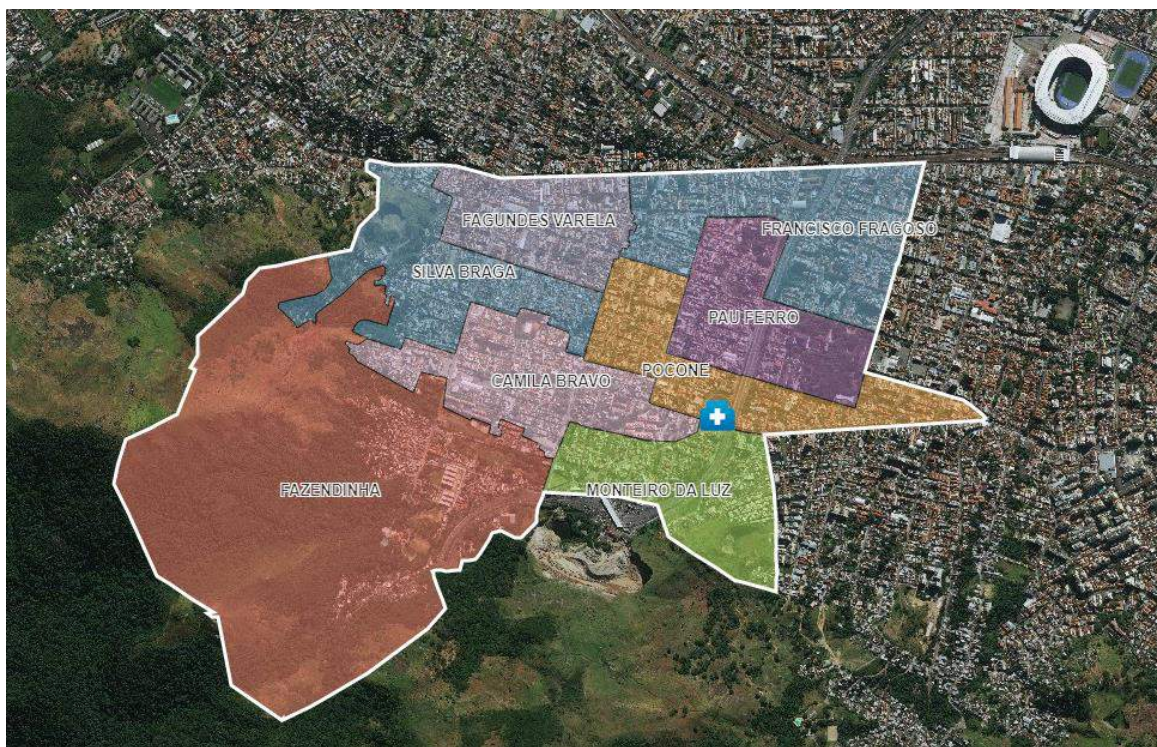 FAGUNDES VARELA
FRANCISCO FRAGOSO
SILVA BRAGA
PAU FERRO
POCONE
CAMILA BRAVO
FAZENDINHA
MONTEIRO DA LUZ